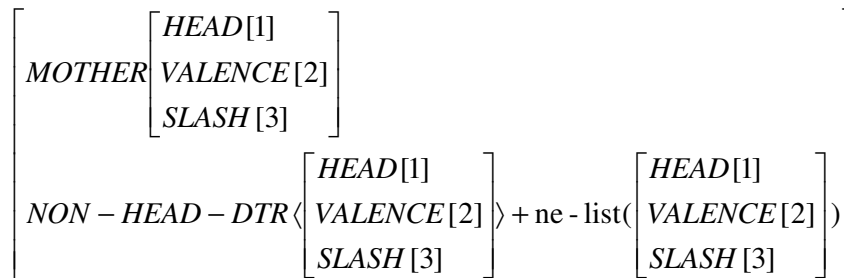 HEAD[1]
MOTHER VALENCE[2]
SLASH[3]
HEAD[1] HEAD[1]
NON – HEAD – DTR⟨ VALENCE[2] ⟩ + ne - list( VALENCE[2] )
SLASH[3] SLASH[3]